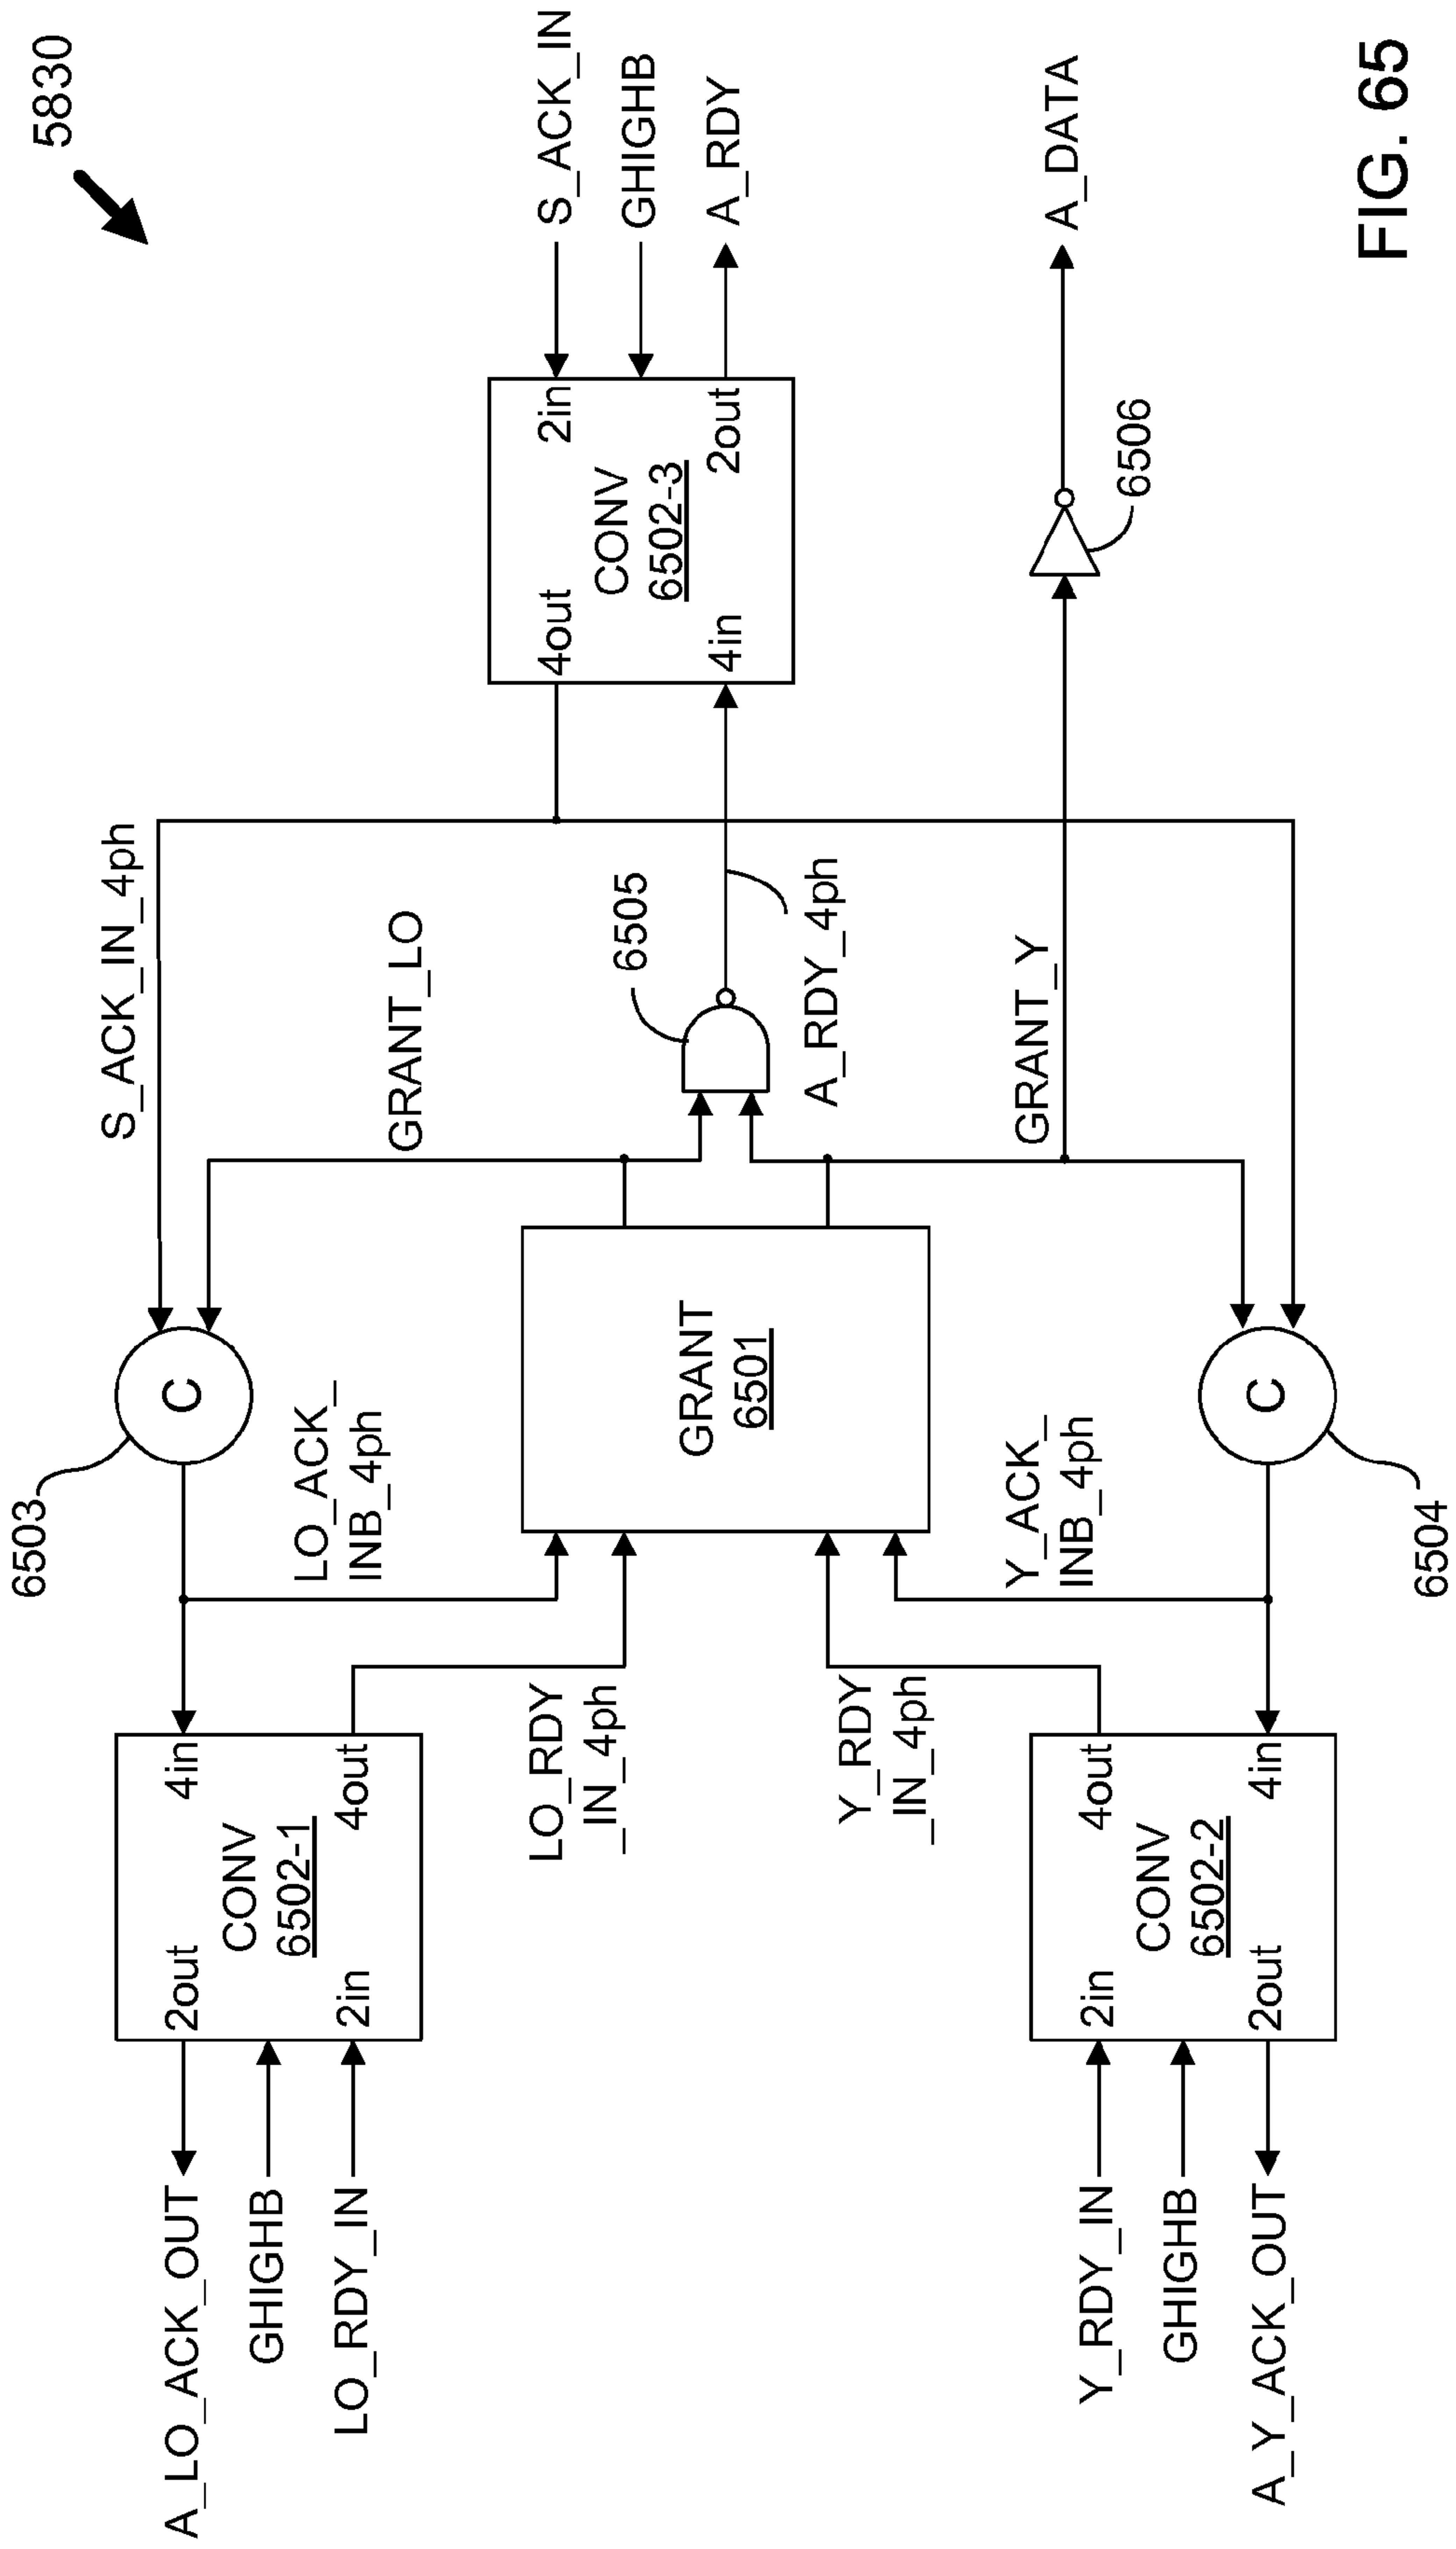 5830
6503
S_ACK_IN_4ph
C
GRANT_LO
A_LO_ACK_OUT
GHIGHB
LO_RDY_IN
2out
4in
CONV
6502-1
2in
4out
LO_ACK_
INB_4ph
LO_RDY
_IN_4ph
GRANT
6501
6505
A_RDY_4ph
4out
2in
CONV
6502-3
4in
2out
S_ACK_IN
GHIGHB
A_RDY
Y_RDY
_IN_4ph
Y_ACK_
INB_4ph
GRANT_Y
6506
A_DATA
Y_RDY_IN
GHIGHB
A_Y_ACK_OUT
2in
4out
CONV
6502-2
2out
4in
C
6504
FIG. 65